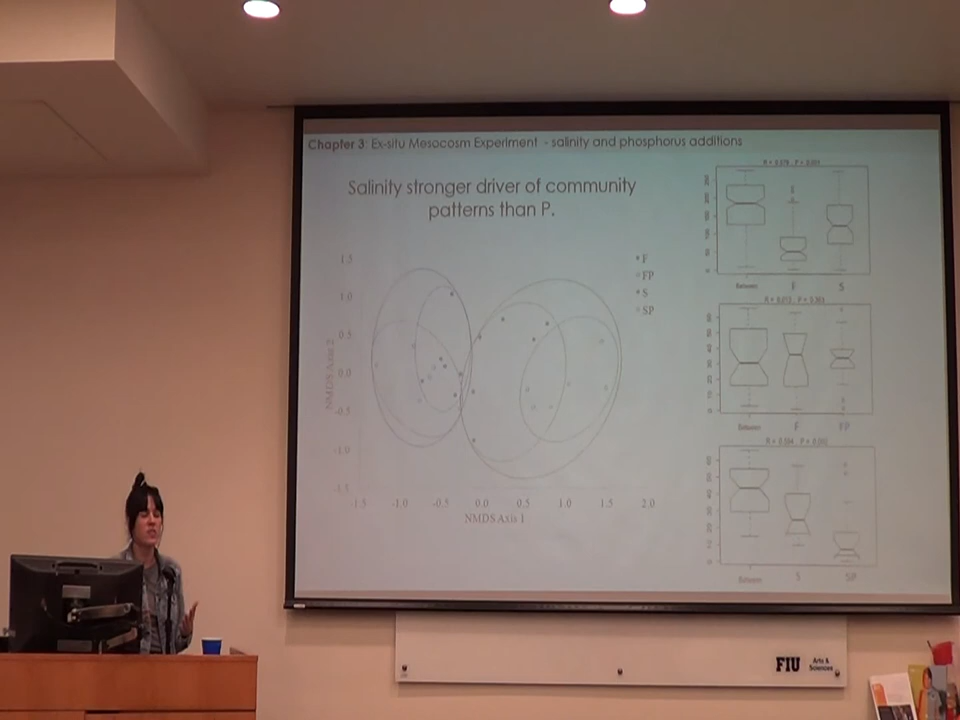 Chapter 3: Ex-situ Mesocosm Experiment - salinity and phosphorus additions
Salinity stronger driver of community
patterns than P.
F
FP
S
SP
1.5
1.0
0.5
0.0
-0.5
-1.0
-1.5
NMDS Axis 2
-1.5 -1.0 -0.5 0.0 0.5 1.0 1.5 2.0
NMDS Axis 1
Between F S
Between F FP
Between S SP
FIU Arts & Sciences